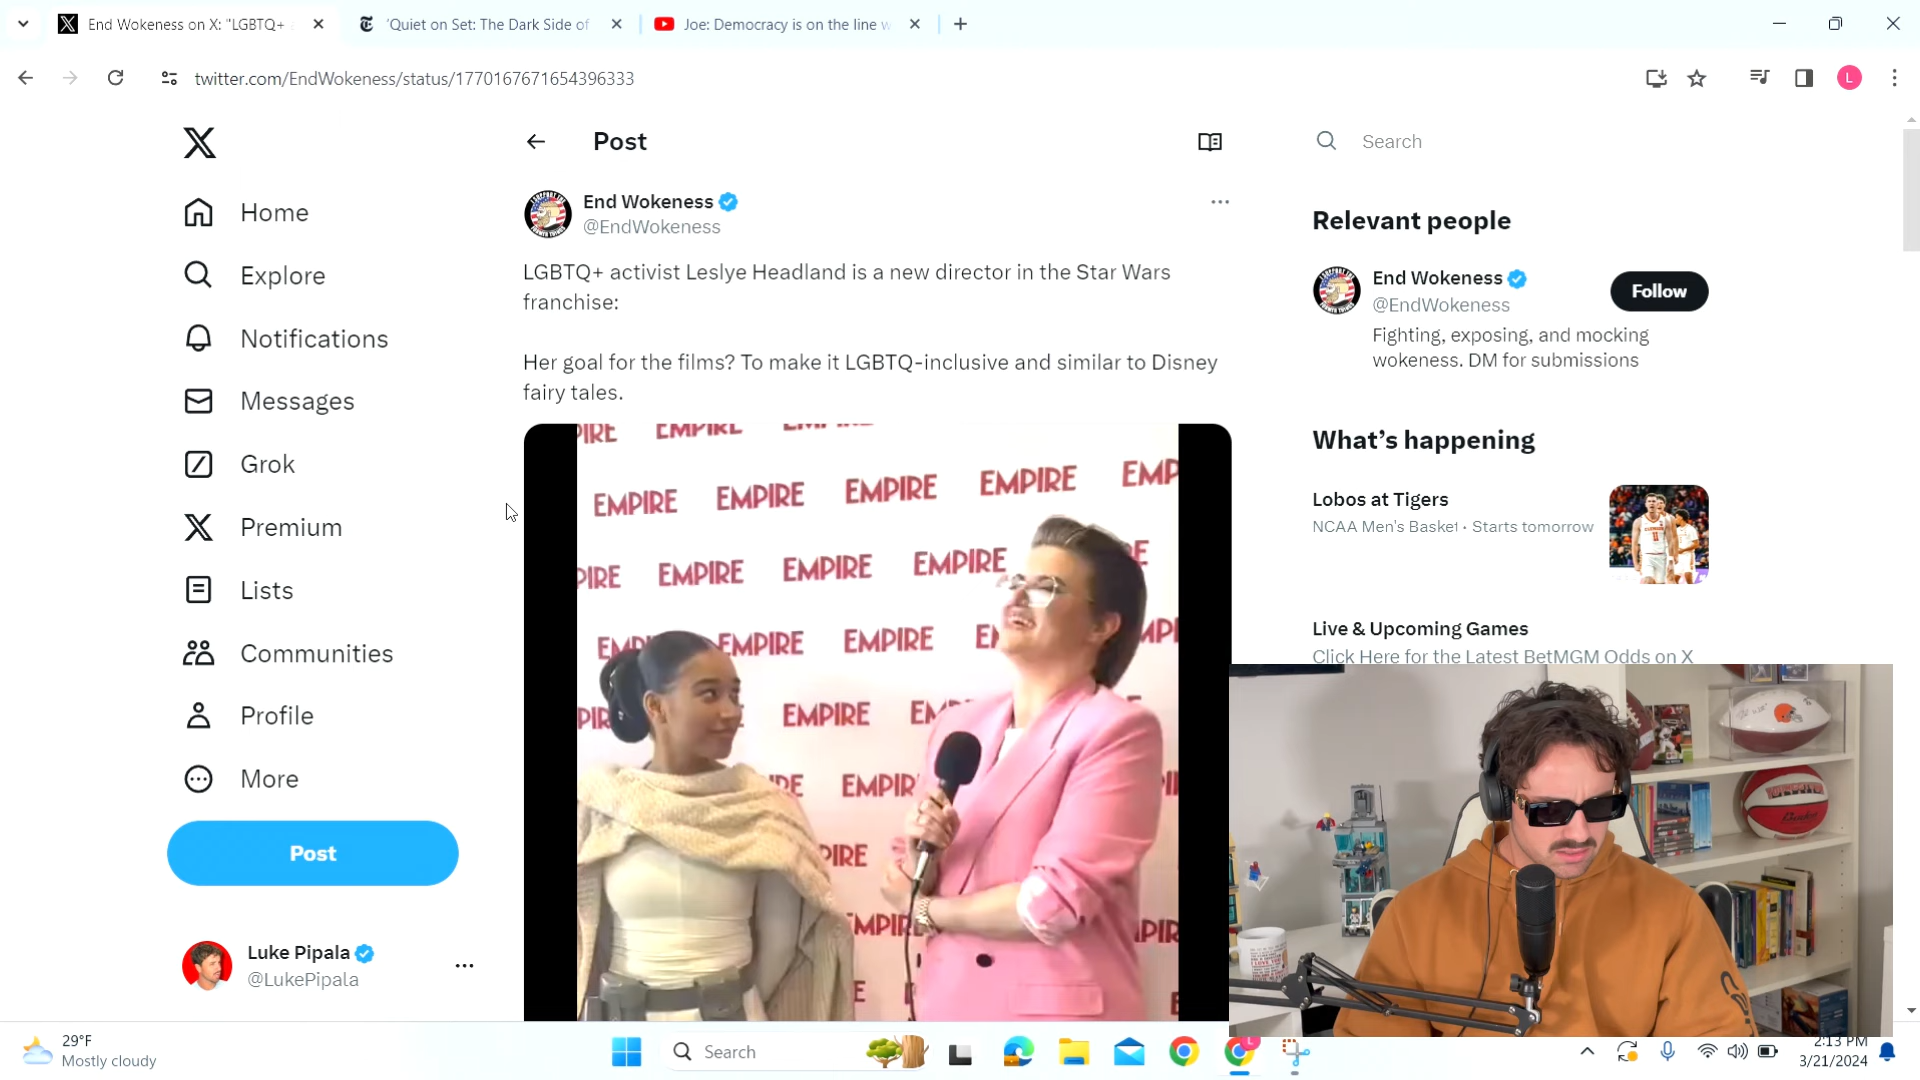 End Wokeness on X: "LGBTQ+
'Quiet on Set: The Dark Side of
Joe: Democracy is on the line w
twitter.com/EndWokeness/status/1770167671654396333
L
Post
Search
Home
Explore
Notifications
Messages
Grok
Premium
Lists
Communities
Profile
More
Post
Luke Pipala
@LukePipala
End Wokeness
@EndWokeness
LGBTQ+ activist Leslye Headland is a new director in the Star Wars
franchise:
Her goal for the films? To make it LGBTQ-inclusive and similar to Disney
fairy tales.
EMPIRE
EMPIRE EMPIRE EMPIRE EMPIRE
EMPIRE EMPIRE EMPIRE
EMPIRE EMPIRE
EMPIRE
Relevant people
End Wokeness
@EndWokeness
Follow
Fighting, exposing, and mocking
wokeness. DM for submissions
What's happening
Lobos at Tigers
NCAA Men's Basket · Starts tomorrow
Live & Upcoming Games
Click Here for the Latest BetMGM Odds on X
29°F
Mostly cloudy
Search
2:13 PM
3/21/2024